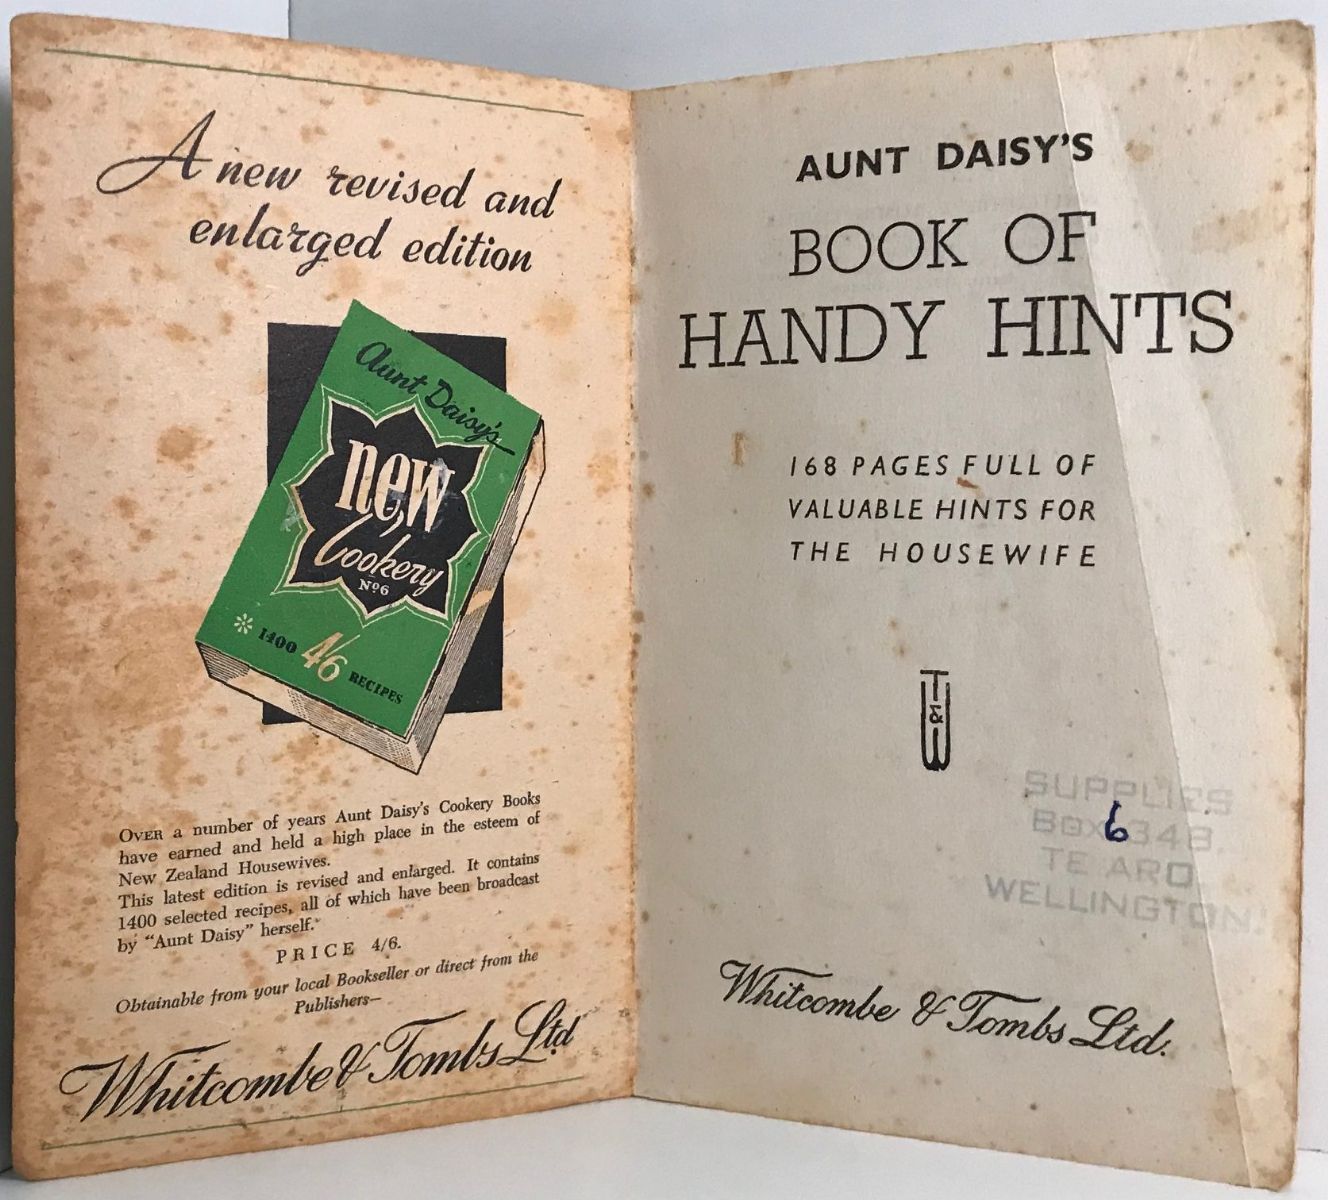 A new revised and
enlarged edition
Aunt Daisy's
new
Cookery
No6
1400 4/6 RECIPES
OVER a number of years Aunt Daisy's Cookery Books
have earned and held a high place in the esteem of
New Zealand Housewives.
This latest edition is revised and enlarged. It contains
1400 selected recipes, all of which have been broadcast
by "Aunt Daisy" herself.
PRICE 4/6.
Obtainable from your local Bookseller or direct from the
Publishers—
Whitcombe & Tombs Ltd
AUNT DAISY'S
BOOK OF
HANDY HINTS
168 PAGES FULL OF
VALUABLE HINTS FOR
THE HOUSEWIFE
W&T
SUPPLIES
Box 348,
6
TE ARO,
WELLINGTON.
Whitcombe & Tombs Ltd.